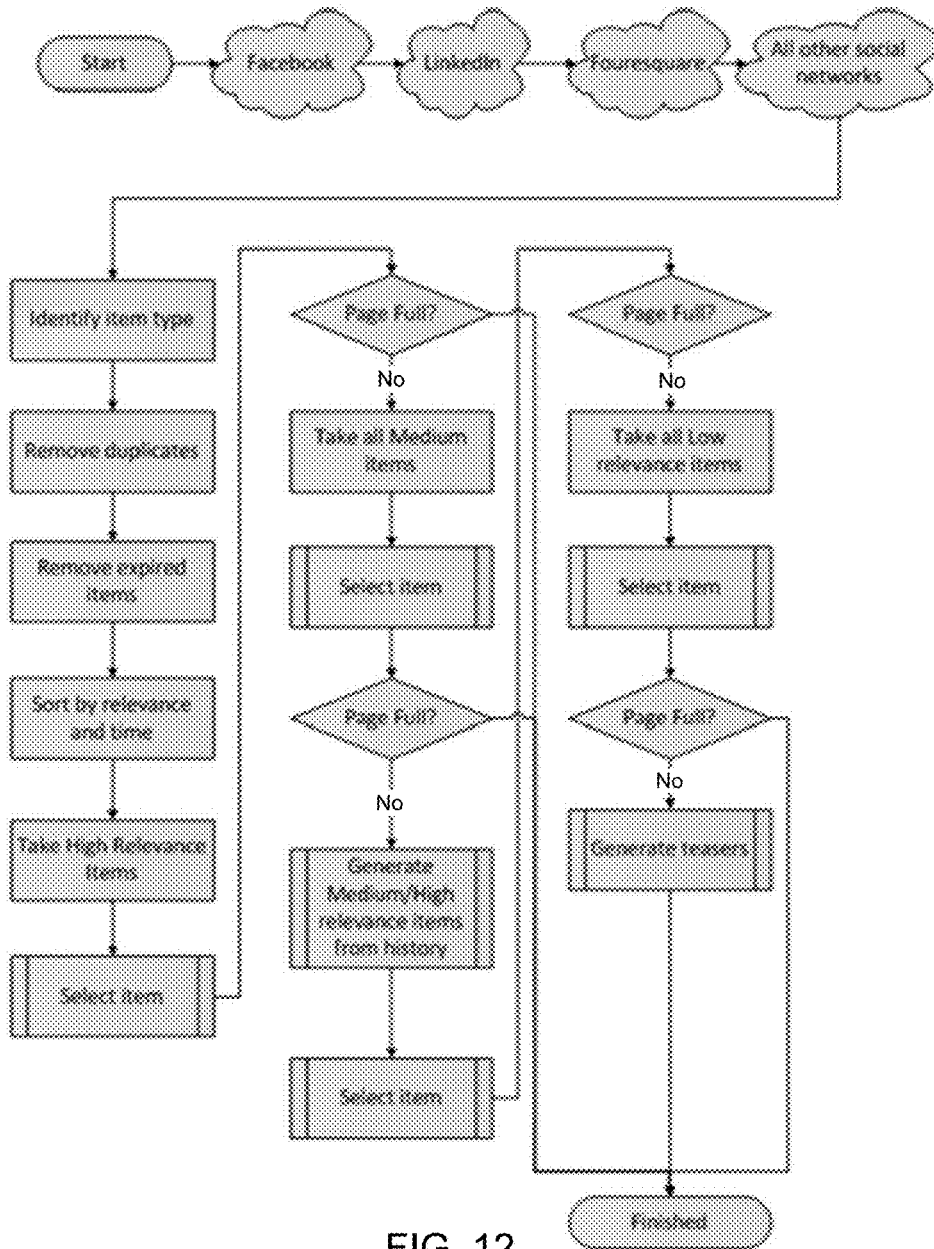 Start
Facebook
LinkedIn
Fouresquare
All other social
networks
Identify item type
Remove duplicates
Remove expired
items
Sort by relevance
and time
Take High Relevance
Items
Select item
Page Full?
No
Take all Medium
items
Select item
Page Full?
No
Generate
Medium/High
relevance items
from history
Select item
Page Full?
No
Take all Low
relevance items
Select item
Page Full?
No
Generate teasers
Finished
FIG. 12